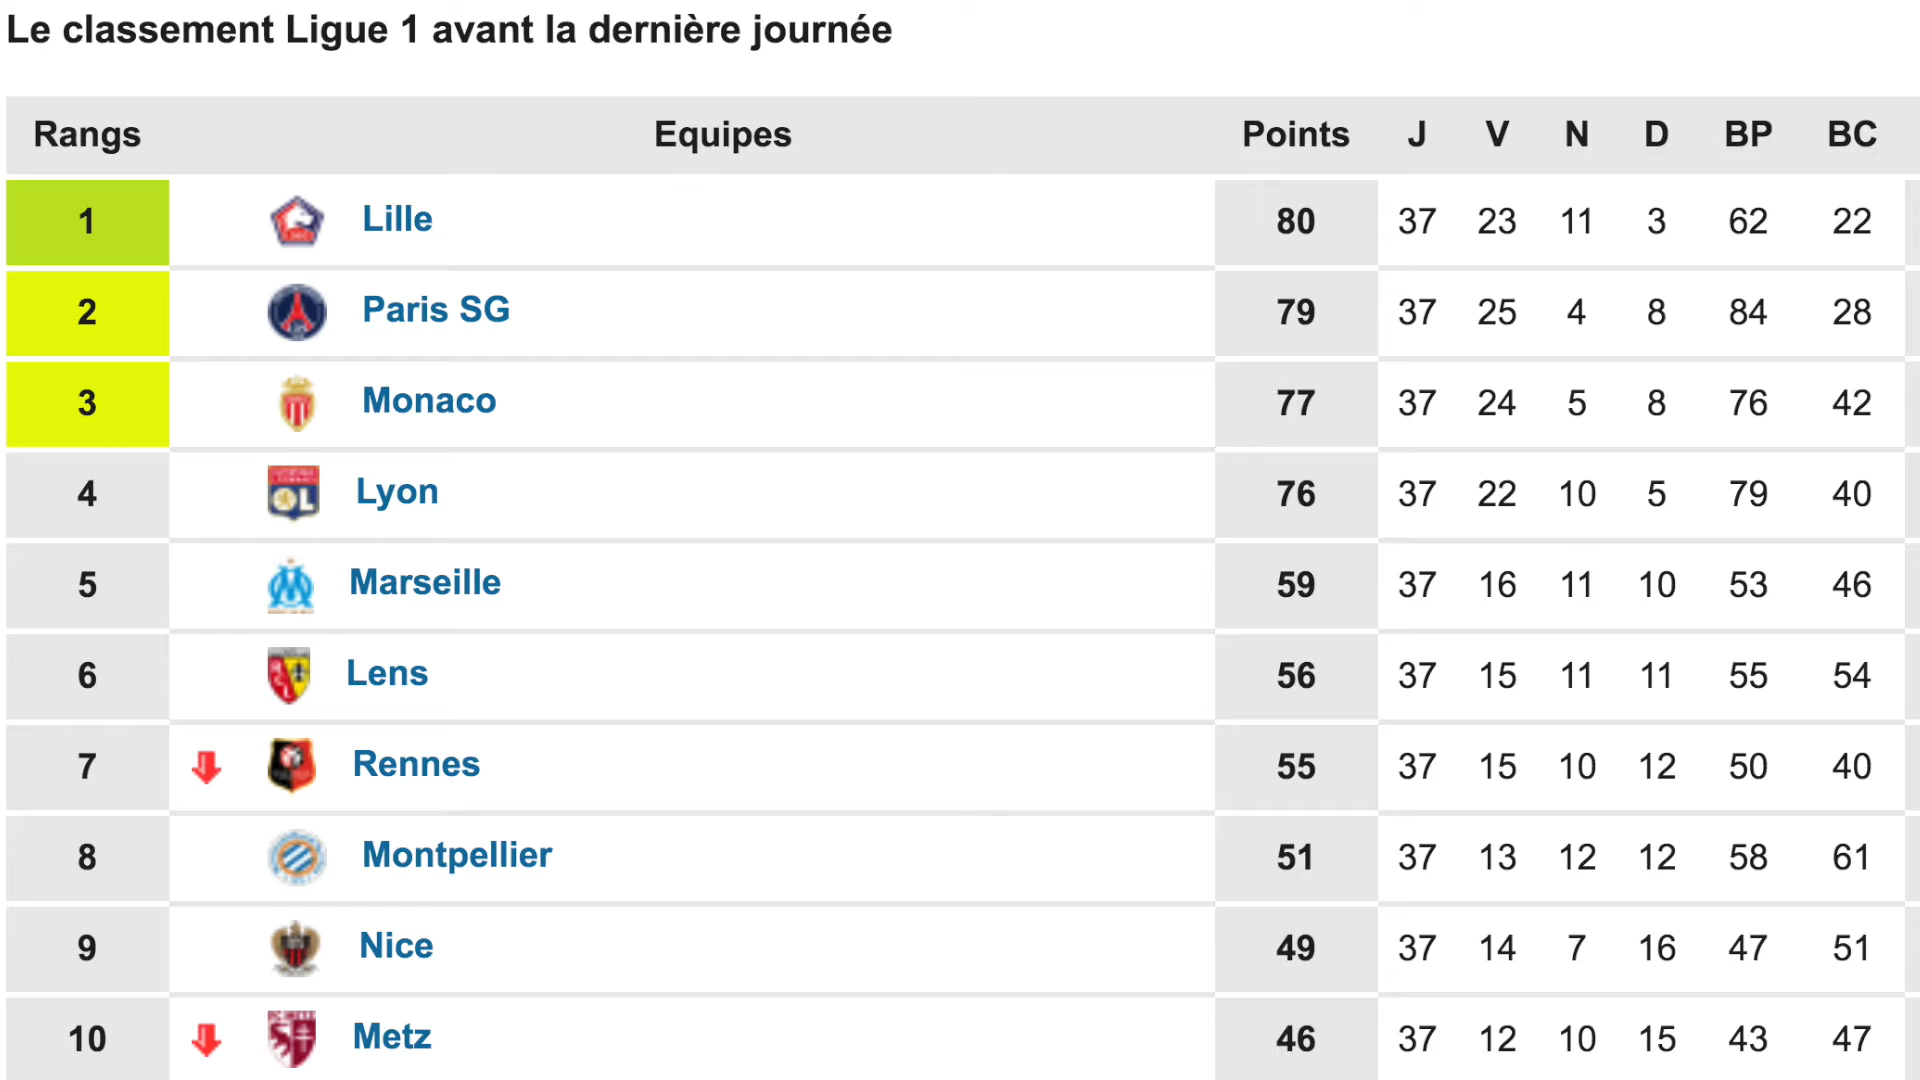 Le classement Ligue 1 avant la dernière journée
Rangs Equipes Points J V N D BP BC
1 Lille 80 37 23 11 3 62 22
2 Paris SG 79 37 25 4 8 84 28
3 Monaco 77 37 24 5 8 76 42
4 Lyon 76 37 22 10 5 79 40
5 Marseille 59 37 16 11 10 53 46
6 Lens 56 37 15 11 11 55 54
7 Rennes 55 37 15 10 12 50 40
8 Montpellier 51 37 13 12 12 58 61
9 Nice 49 37 14 7 16 47 51
10 Metz 46 37 12 10 15 43 47